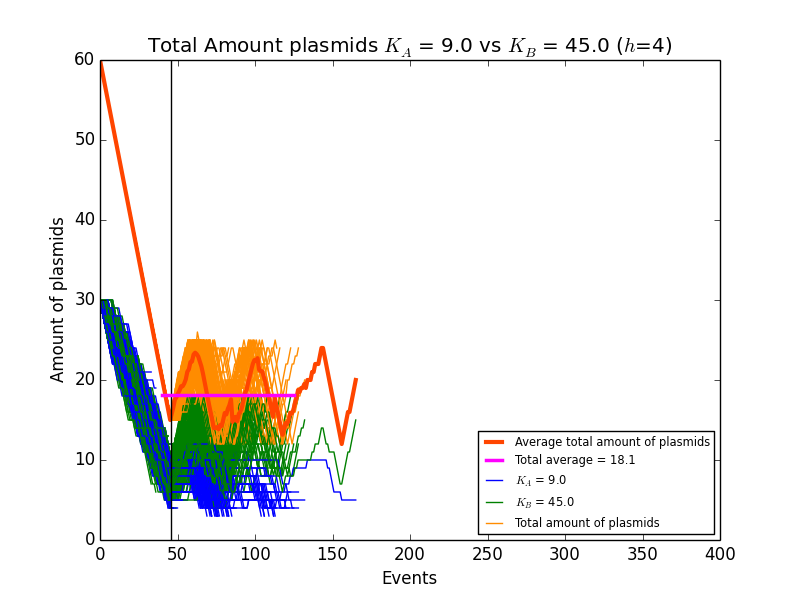 Total Amount plasmids K_A = 9.0 vs K_B = 45.0 (h=4)
60
50
40
30
20
10
0
Amount of plasmids
0 50 100 150 200 250 300 350 400
Events
Average total amount of plasmids
Total average = 18.1
K_A = 9.0
K_B = 45.0
Total amount of plasmids